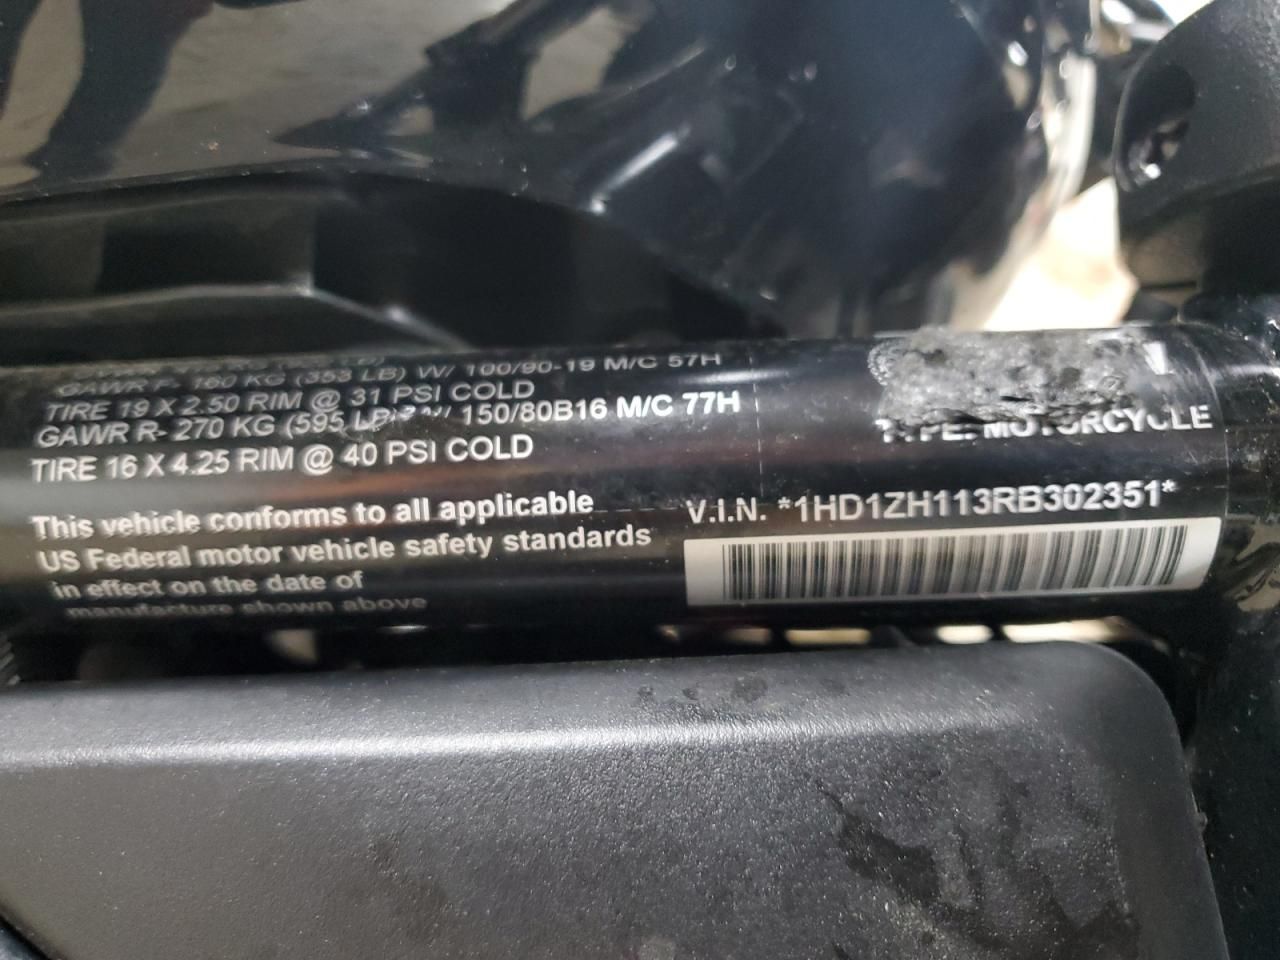 GAWR F- 160 KG (353 LB) W/ 100/90-19 M/C 57H
TIRE 19 X 2.50 RIM @ 31 PSI COLD
GAWR R- 270 KG (595 LB) W/ 150/80B16 M/C 77H
TIRE 16 X 4.25 RIM @ 40 PSI COLD
This vehicle conforms to all applicable
US Federal motor vehicle safety standards
in effect on the date of
manufacture shown above
TYPE: MOTORCYCLE
V.I.N. *1HD1ZH113RB302351*